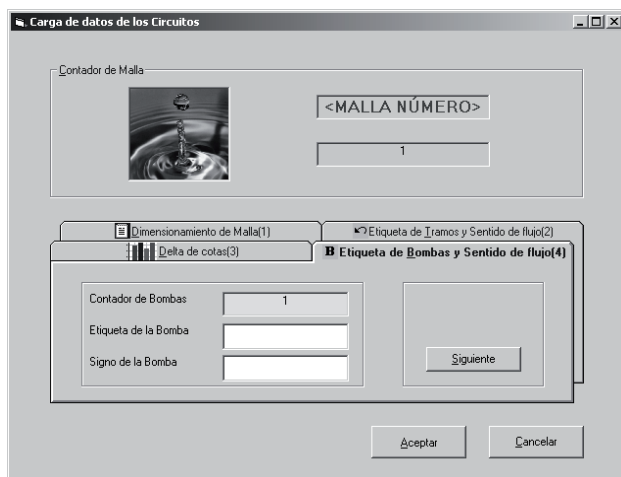 Carga de datos de los Circuitos
Contador de Malla
<MALLA NÚMERO>
1
Dimensionamiento de Malla(1)
Etiqueta de Tramos y Sentido de flujo(2)
Delta de cotas(3)
B Etiqueta de Bombas y Sentido de flujo(4)
Contador de Bombas
1
Etiqueta de la Bomba
Signo de la Bomba
Siguiente
Aceptar
Cancelar